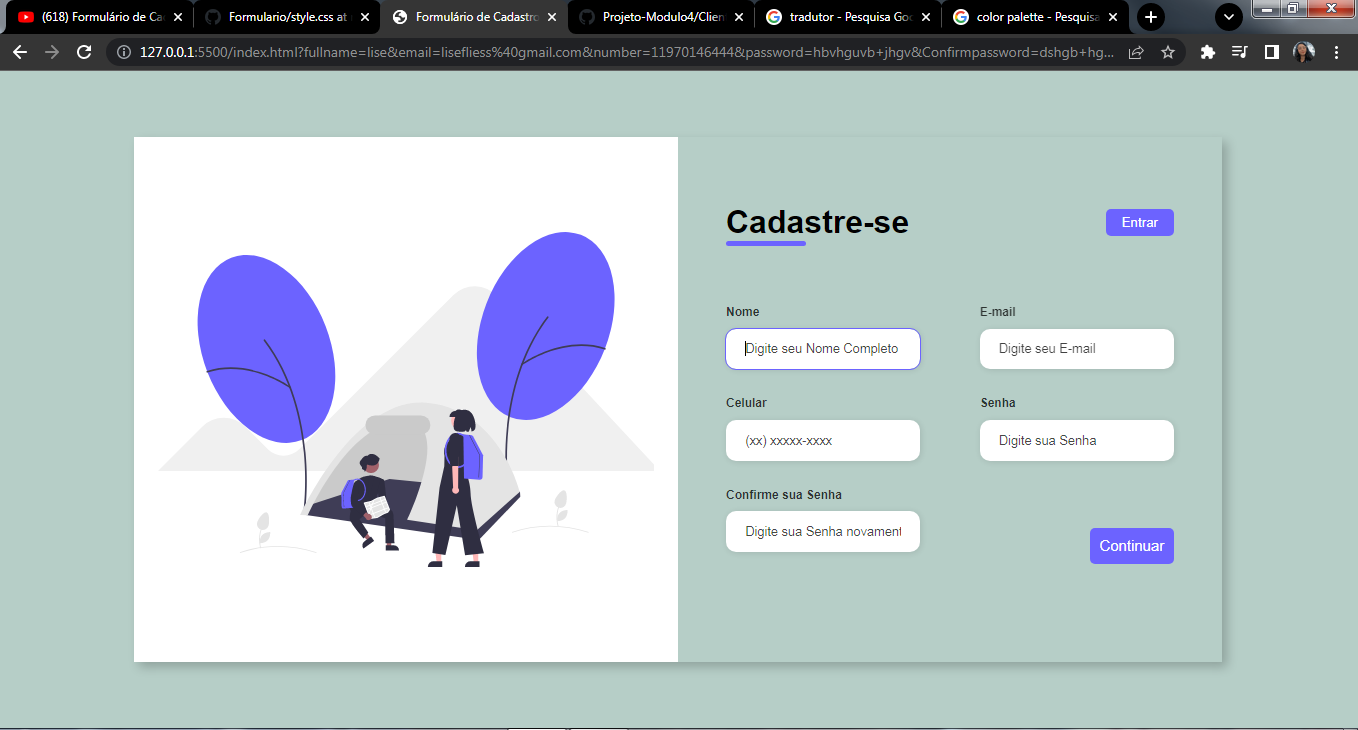 (618) Formulário de Ca
Formulario/style.css at
Formulário de Cadastro
Projeto-Modulo4/Clien
tradutor - Pesquisa Goo
color palette - Pesquisa
127.0.0.1:5500/index.html?fullname=lise&email=lisefliess%40gmail.com&number=11970146444&password=hbvhguvb+jhgv&Confirmpassword=dshgb+hg...
Cadastre-se
Entrar
Nome
E-mail
Digite seu Nome Completo
Digite seu E-mail
Celular
Senha
(xx) xxxxx-xxxx
Digite sua Senha
Confirme sua Senha
Digite sua Senha novament
Continuar